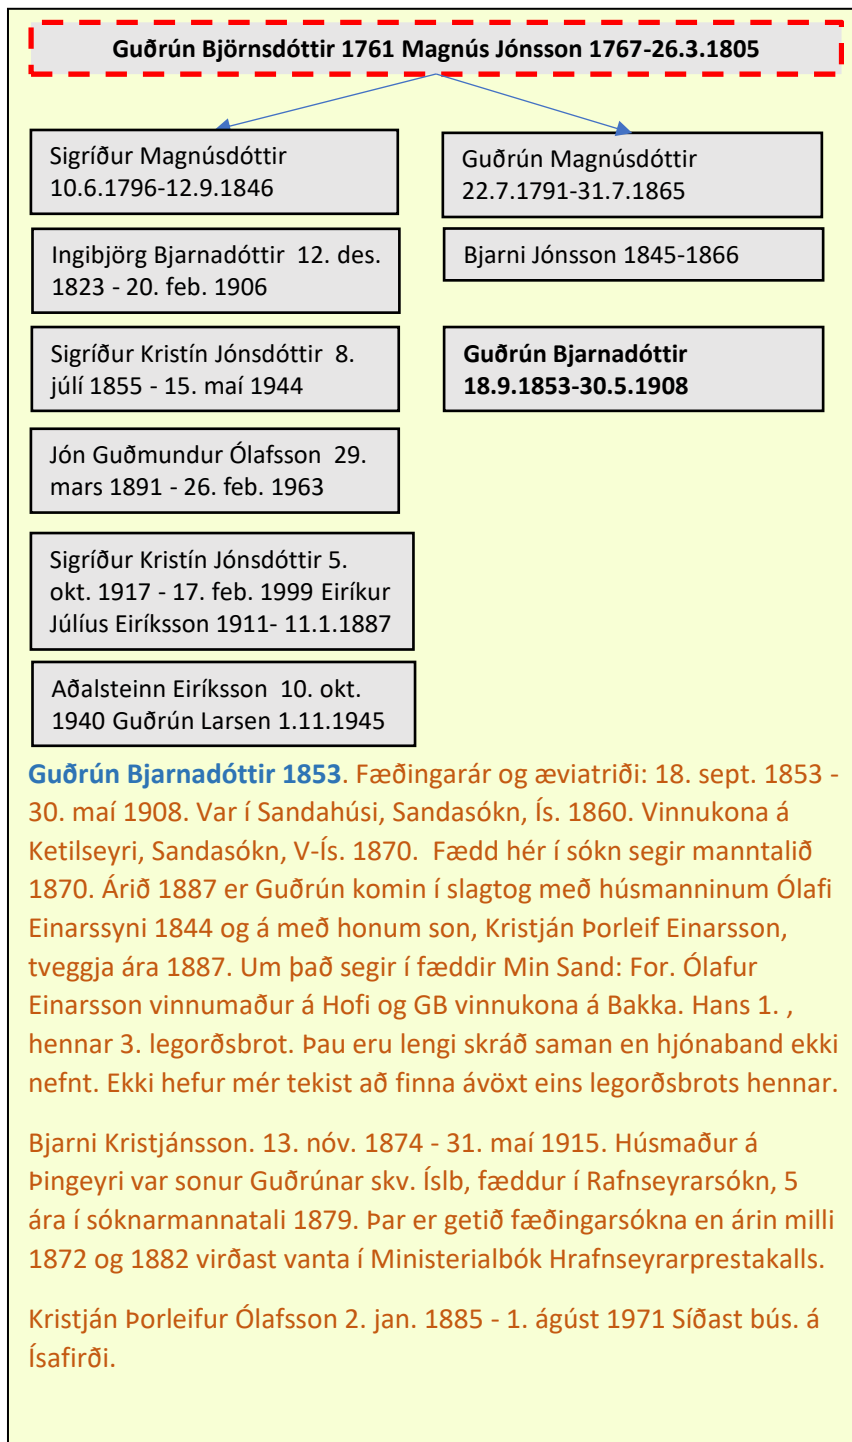 Guðrún Björnsdóttir 1761 Magnús Jónsson 1767-26.3.1805
Sigríður Magnúsdóttir
10.6.1796-12.9.1846
Guðrún Magnúsdóttir
22.7.1791-31.7.1865
Ingibjörg Bjarnadóttir 12. des.
1823 - 20. feb. 1906
Bjarni Jónsson 1845-1866
Sigríður Kristín Jónsdóttir 8.
júlí 1855 - 15. maí 1944
Guðrún Bjarnadóttir
18.9.1853-30.5.1908
Jón Guðmundur Ólafsson 29.
mars 1891 - 26. feb. 1963
Sigríður Kristín Jónsdóttir 5.
okt. 1917 - 17. feb. 1999 Eiríkur
Júlíus Eiríksson 1911- 11.1.1887
Aðalsteinn Eiríksson 10. okt.
1940 Guðrún Larsen 1.11.1945
Guðrún Bjarnadóttir 1853. Fæðingarár og æviatriði: 18. sept. 1853 -
30. maí 1908. Var í Sandahúsi, Sandasókn, Ís. 1860. Vinnukona á
Ketilseyri, Sandasókn, V-Ís. 1870. Fædd hér í sókn segir manntalið
1870. Árið 1887 er Guðrún komin í slagtog með húsmanninum Ólafi
Einarssyni 1844 og á með honum son, Kristján Þorleif Einarsson,
tveggja ára 1887. Um það segir í fæddir Min Sand: For. Ólafur
Einarsson vinnumaður á Hofi og GB vinnukona á Bakka. Hans 1. ,
hennar 3. legorðsbrot. Þau eru lengi skráð saman en hjónaband ekki
nefnt. Ekki hefur mér tekist að finna ávöxt eins legorðsbrots hennar.
Bjarni Kristjánsson. 13. nóv. 1874 - 31. maí 1915. Húsmaður á
Þingeyri var sonur Guðrúnar skv. Íslb, fæddur í Rafnseyrarsókn, 5
ára í sóknarmannatali 1879. Þar er getið fæðingarsókna en árin milli
1872 og 1882 virðast vanta í Ministerialbók Hrafnseyrarprestakalls.
Kristján Þorleifur Ólafsson 2. jan. 1885 - 1. ágúst 1971 Síðast bús. á
Ísafirði.